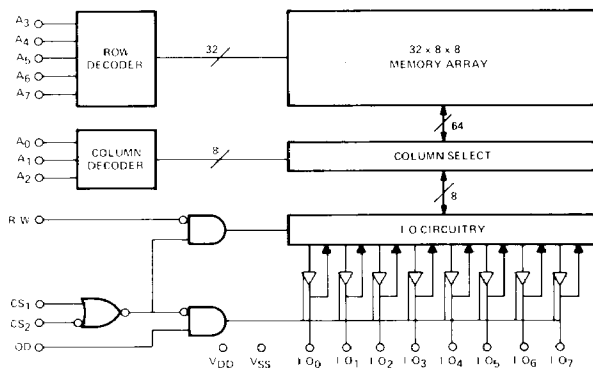 A3
A4
A5
A6
A7
ROW
DECODER
32
32 x 8 x 8
MEMORY ARRAY
64
A0
A1
A2
COLUMN
DECODER
8
COLUMN SELECT
8
R W
I O CIRCUITRY
CS1
CS2
OD
VDD
VSS
I O0
I O1
I O2
I O3
I O4
I O5
I O6
I O7